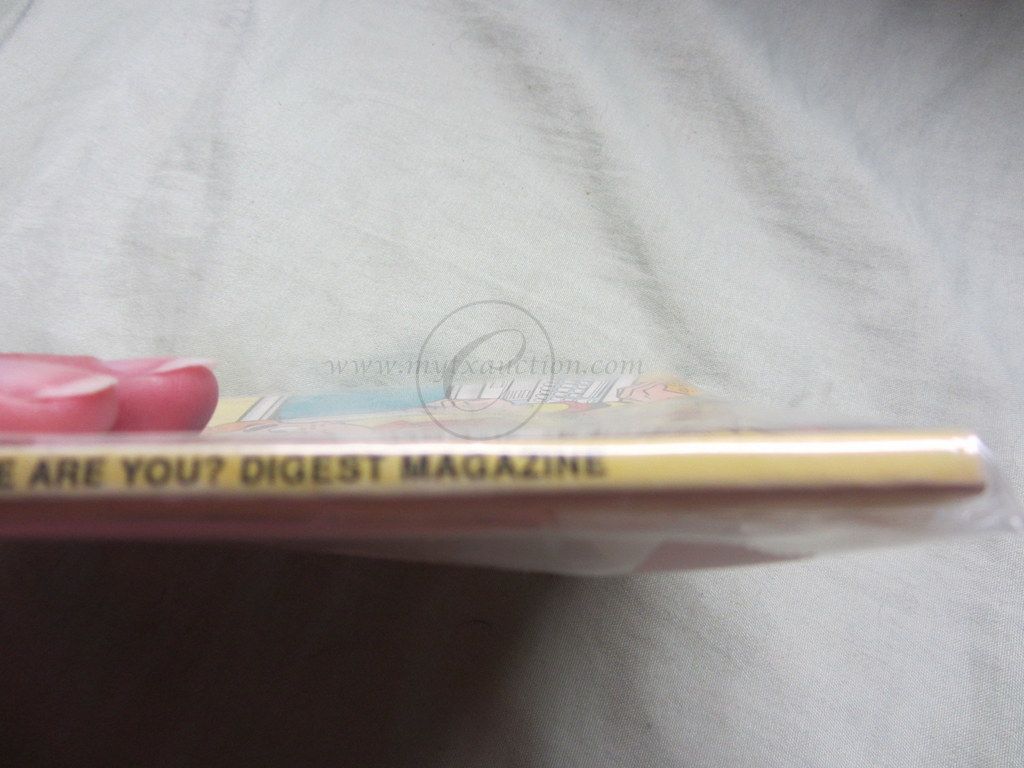 www.mytxauction.com
E ARE YOU? DIGEST MAGAZINE